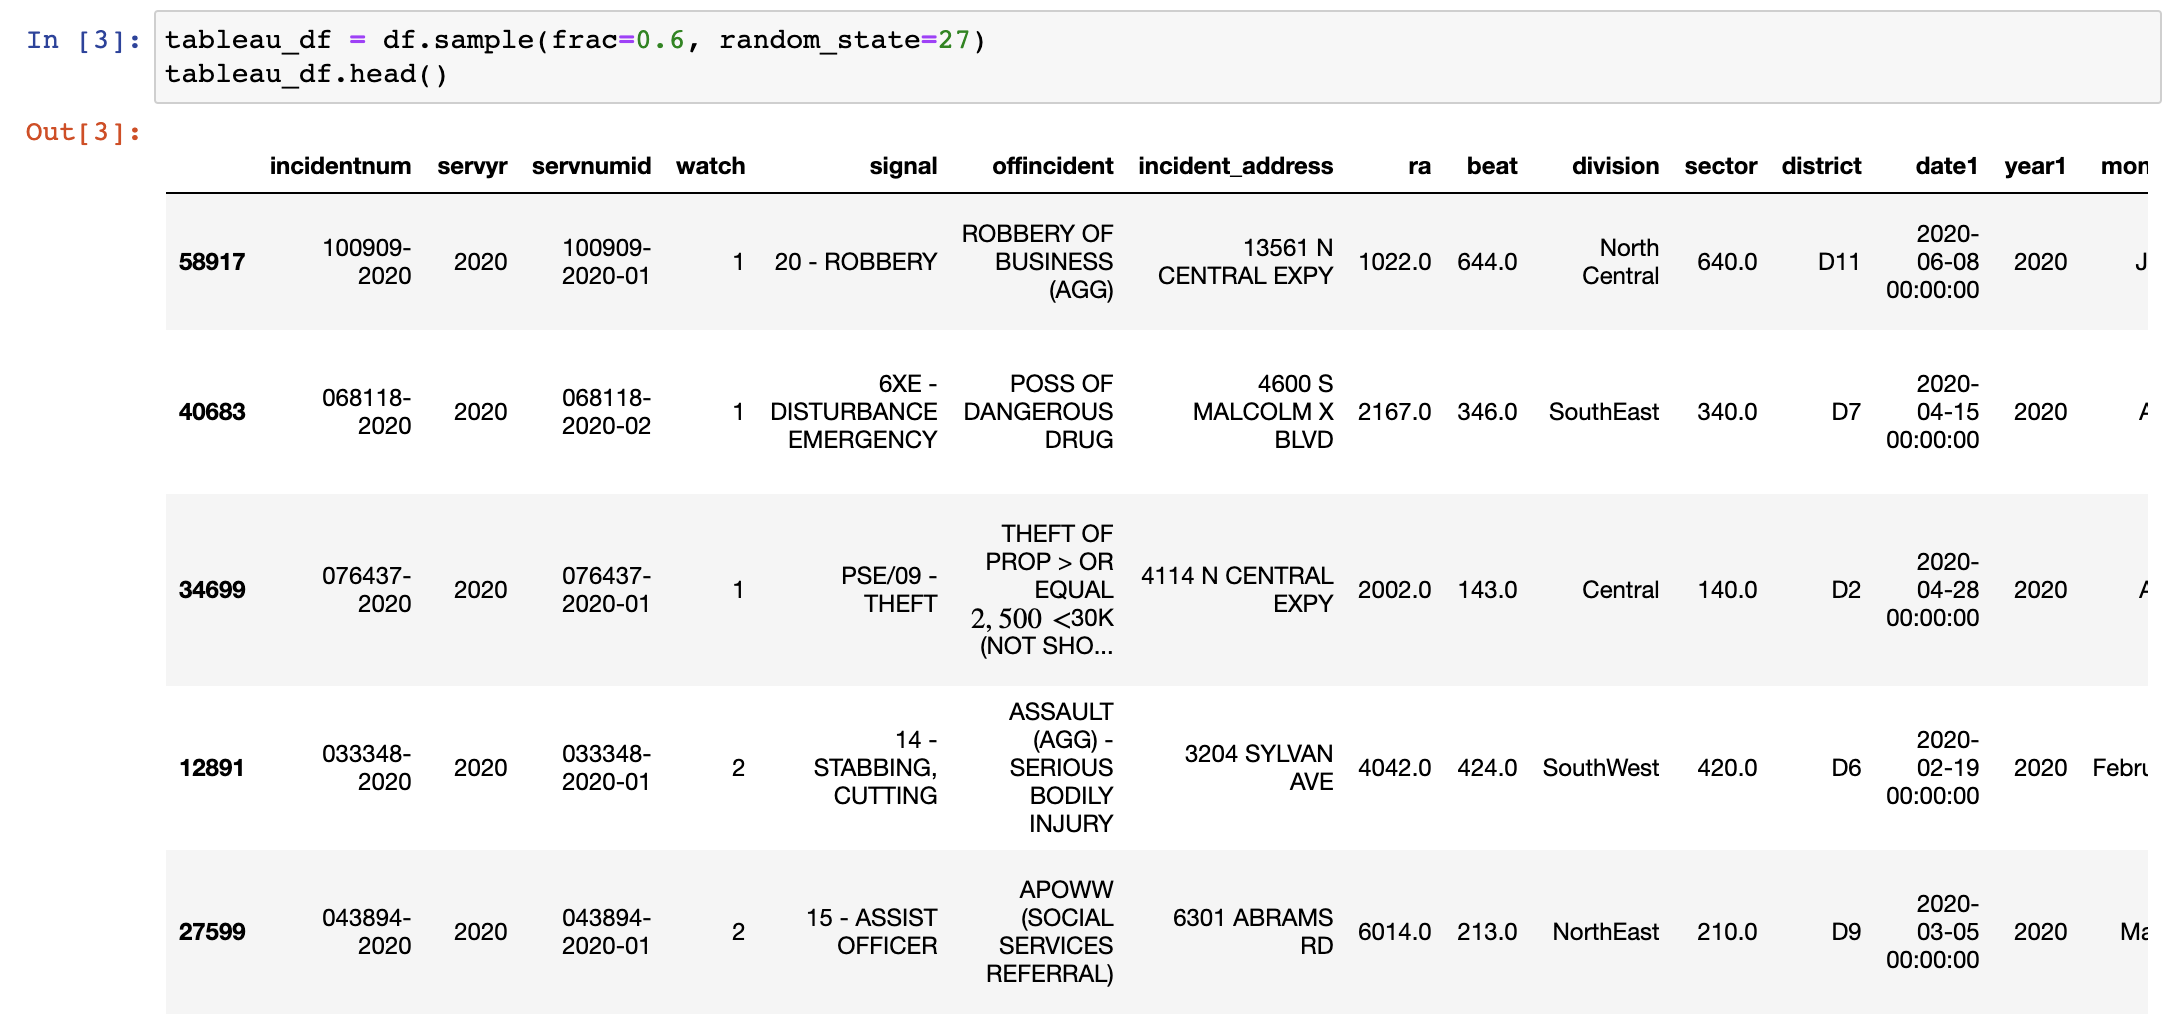 In [3]: tableau_df = df.sample(frac=0.6, random_state=27)
tableau_df.head()
Out[3]:
incidentnum servyr servnumid watch signal offincident incident_address ra beat division sector district date1 year1 mon
58917 100909-2020 2020 100909-2020-01 1 20 - ROBBERY ROBBERY OF BUSINESS (AGG) 13561 N CENTRAL EXPY 1022.0 644.0 North Central 640.0 D11 2020-06-08 00:00:00 2020 J
40683 068118-2020 2020 068118-2020-02 1 6XE - DISTURBANCE EMERGENCY POSS OF DANGEROUS DRUG 4600 S MALCOLM X BLVD 2167.0 346.0 SouthEast 340.0 D7 2020-04-15 00:00:00 2020 A
34699 076437-2020 2020 076437-2020-01 1 PSE/09 - THEFT THEFT OF PROP > OR EQUAL 2, 500 <30K (NOT SHO... 4114 N CENTRAL EXPY 2002.0 143.0 Central 140.0 D2 2020-04-28 00:00:00 2020 A
12891 033348-2020 2020 033348-2020-01 2 14 - STABBING, CUTTING ASSAULT (AGG) - SERIOUS BODILY INJURY 3204 SYLVAN AVE 4042.0 424.0 SouthWest 420.0 D6 2020-02-19 00:00:00 2020 Febru
27599 043894-2020 2020 043894-2020-01 2 15 - ASSIST OFFICER APOWW (SOCIAL SERVICES REFERRAL) 6301 ABRAMS RD 6014.0 213.0 NorthEast 210.0 D9 2020-03-05 00:00:00 2020 Ma